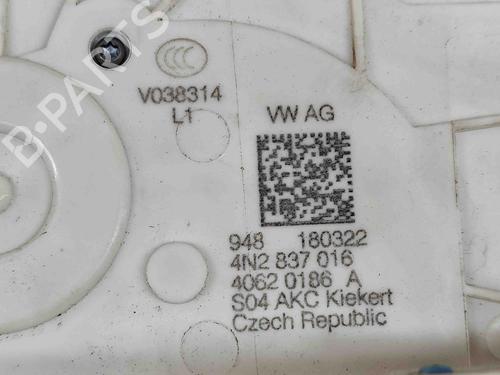 B-PARTS
V038314
L1
VW AG
948 180322
4N2 837 016
4062 0186 A
S04 AKC Kiekert
Czech Republic